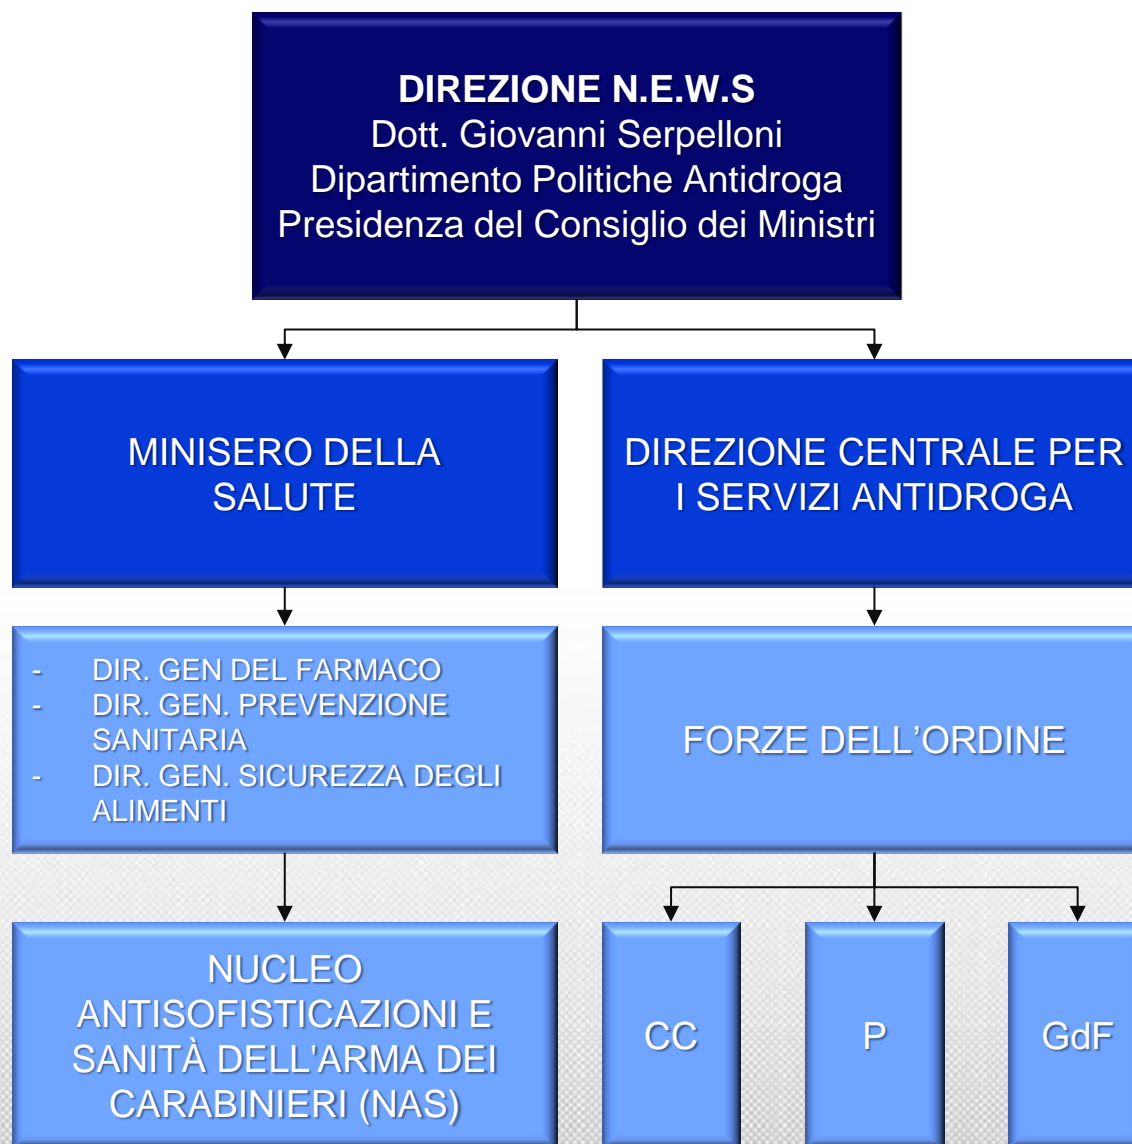 DIREZIONE N.E.W.S
Dott. Giovanni Serpelloni
Dipartimento Politiche Antidroga
Presidenza del Consiglio dei Ministri
MINISERO DELLA
SALUTE
DIREZIONE CENTRALE PER
I SERVIZI ANTIDROGA
- DIR. GEN DEL FARMACO
- DIR. GEN. PREVENZIONE
SANITARIA
- DIR. GEN. SICUREZZA DEGLI
ALIMENTI
FORZE DELL’ORDINE
NUCLEO
ANTISOFISTICAZIONI E
SANITÀ DELL'ARMA DEI
CARABINIERI (NAS)
CC
P
GdF